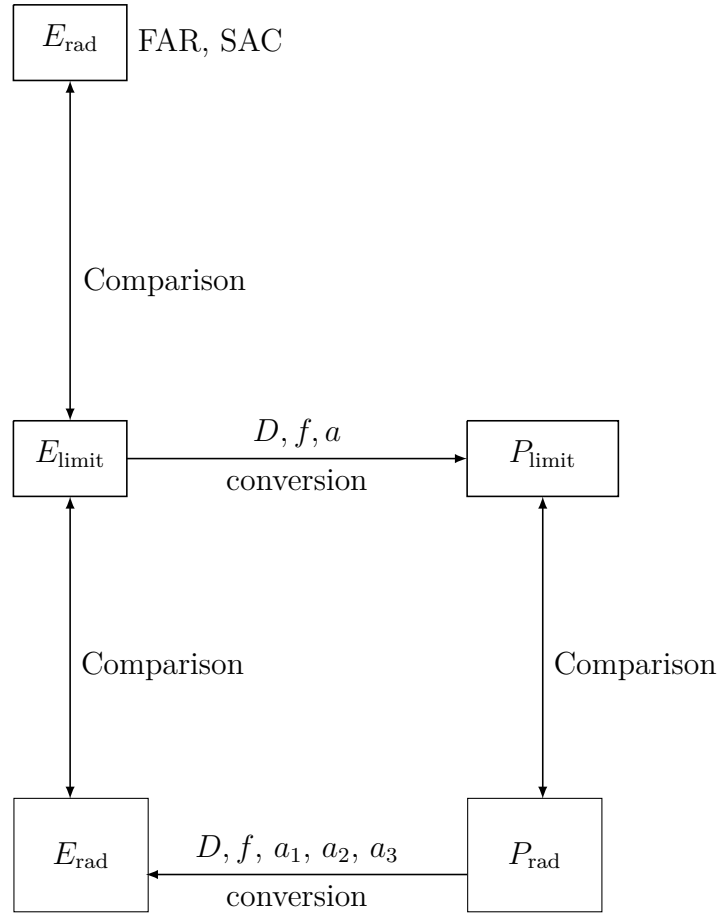 E_rad FAR, SAC
Comparison
D, f, a
E_limit P_limit
conversion
Comparison Comparison
D, f, a_1, a_2, a_3
E_rad P_rad
conversion